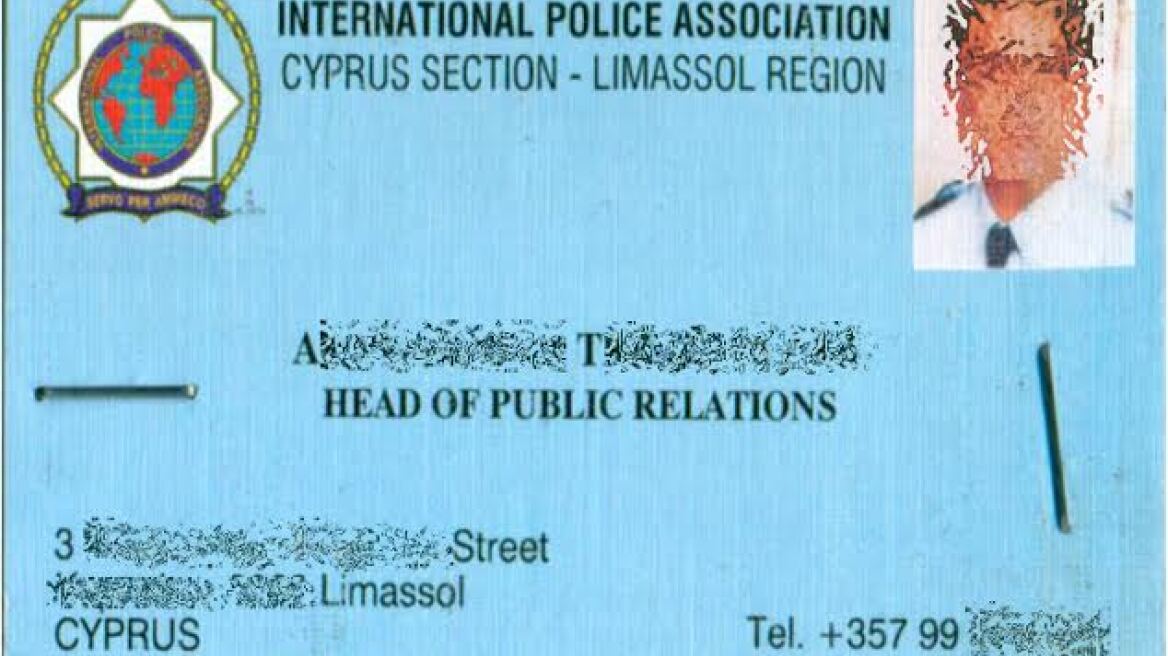 INTERNATIONAL POLICE ASSOCIATION
CYPRUS SECTION - LIMASSOL REGION
POLICE
SERVO PER AMIKECO
A T
HEAD OF PUBLIC RELATIONS
3 Street
Limassol
CYPRUS
Tel. +357 99